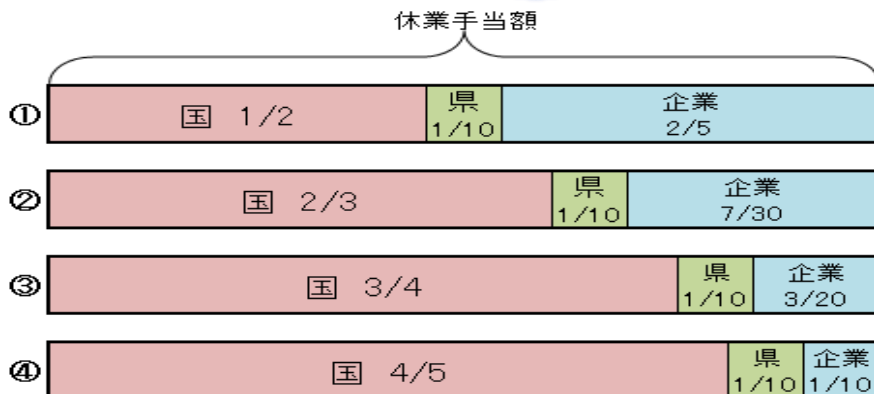 休業手当額
① 国 1/2 県 1/10 企業 2/5
② 国 2/3 県 1/10 企業 7/30
③ 国 3/4 県 1/10 企業 3/20
④ 国 4/5 県 1/10 企業 1/10